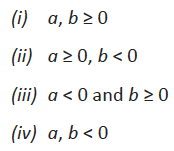 (i) a, b ≥ 0
(ii) a ≥ 0, b < 0
(iii) a < 0 and b ≥ 0
(iv) a, b < 0